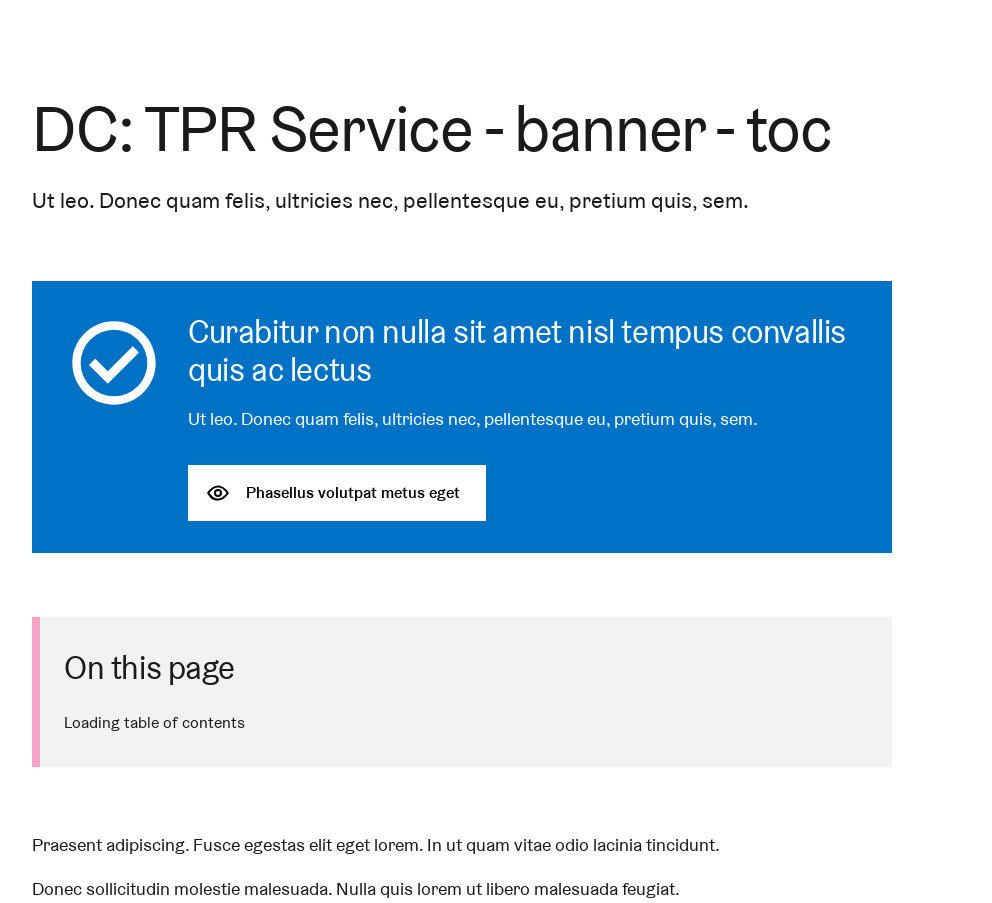 DC: TPR Service - banner - toc
Ut leo. Donec quam felis, ultricies nec, pellentesque eu, pretium quis, sem.
Curabitur non nulla sit amet nisl tempus convallis
quis ac lectus
Ut leo. Donec quam felis, ultricies nec, pellentesque eu, pretium quis, sem.
Phasellus volutpat metus eget
On this page
Loading table of contents
Praesent adipiscing. Fusce egestas elit eget lorem. In ut quam vitae odio lacinia tincidunt.
Donec sollicitudin molestie malesuada. Nulla quis lorem ut libero malesuada feugiat.